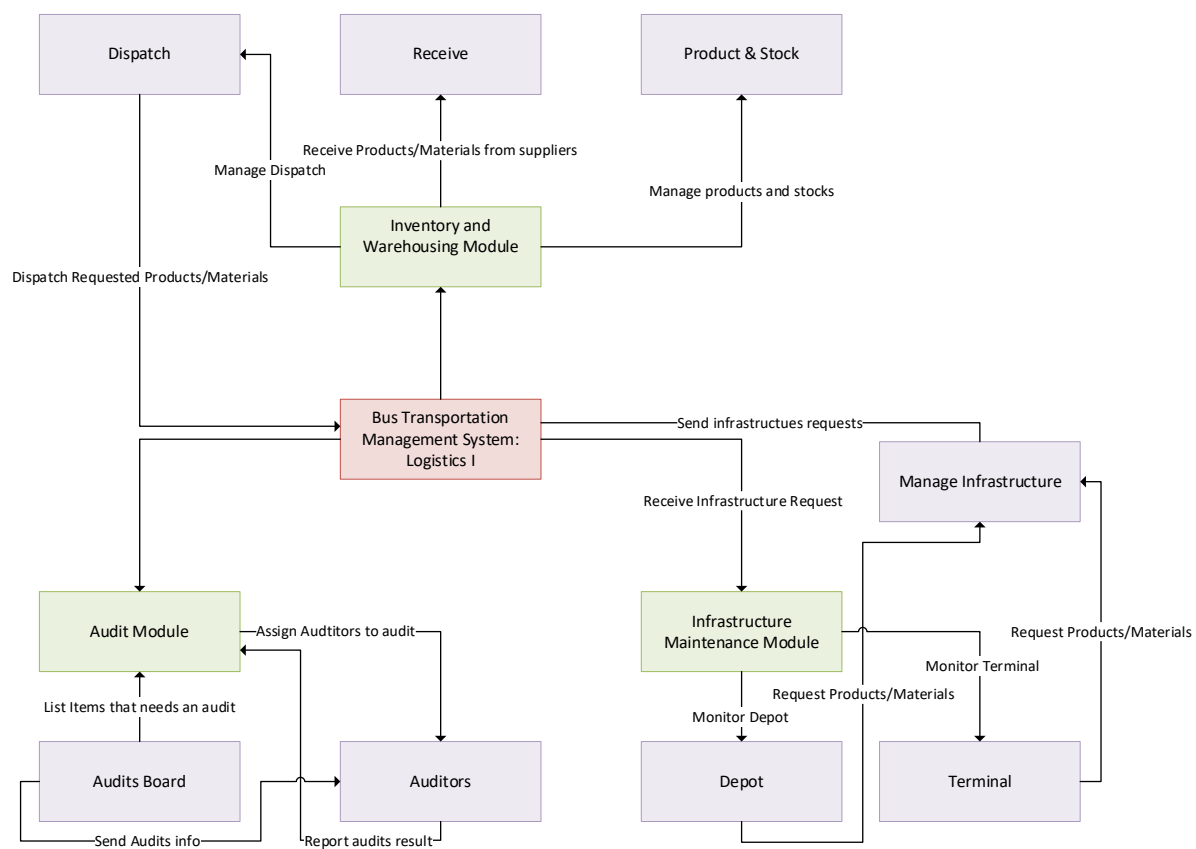 Dispatch
Receive
Product & Stock
Receive Products/Materials from suppliers
Manage Dispatch
Manage products and stocks
Inventory and
Warehousing Module
Dispatch Requested Products/Materials
Bus Transportation
Management System:
Logistics I
Send infrastructues requests
Manage Infrastructure
Receive Infrastructure Request
Audit Module
Assign Auditors to audit
Infrastructure
Maintenance Module
Request Products/Materials
Monitor Terminal
Request Products/Materials
List Items that needs an audit
Monitor Depot
Audits Board
Auditors
Depot
Terminal
Send Audits info
Report audits result